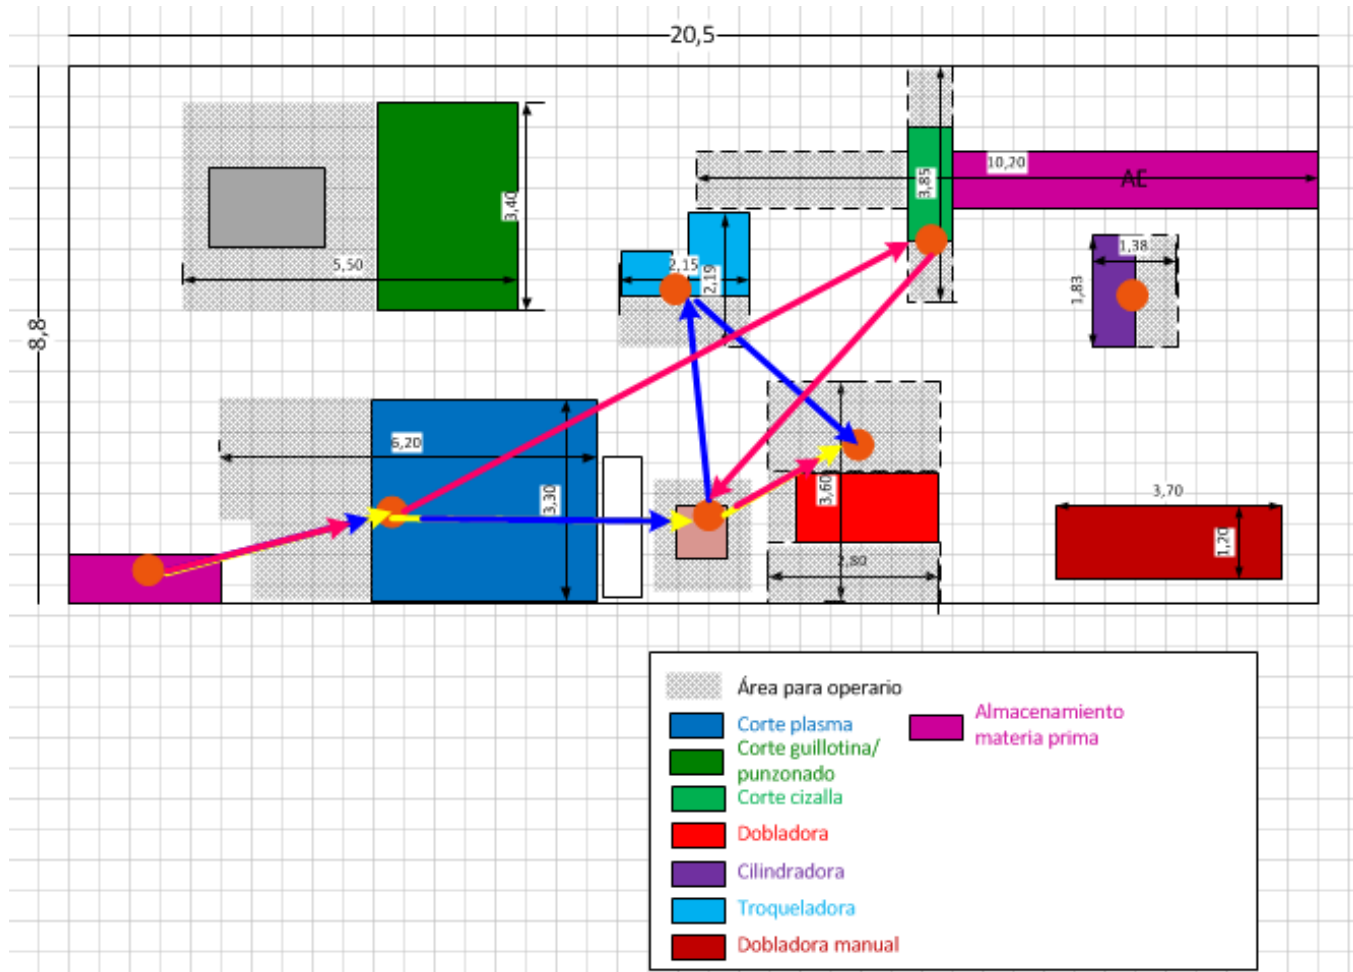 20,5
8,8
3,40
5,50
3,85
10,20
AE
2,15
2,19
1,38
1,83
6,20
3,30
3,60
2,80
3,70
1,20
Área para operario
Corte plasma
Corte guillotina/
punzonado
Corte cizalla
Dobladora
Cilindradora
Troqueladora
Dobladora manual
Almacenamiento
materia prima